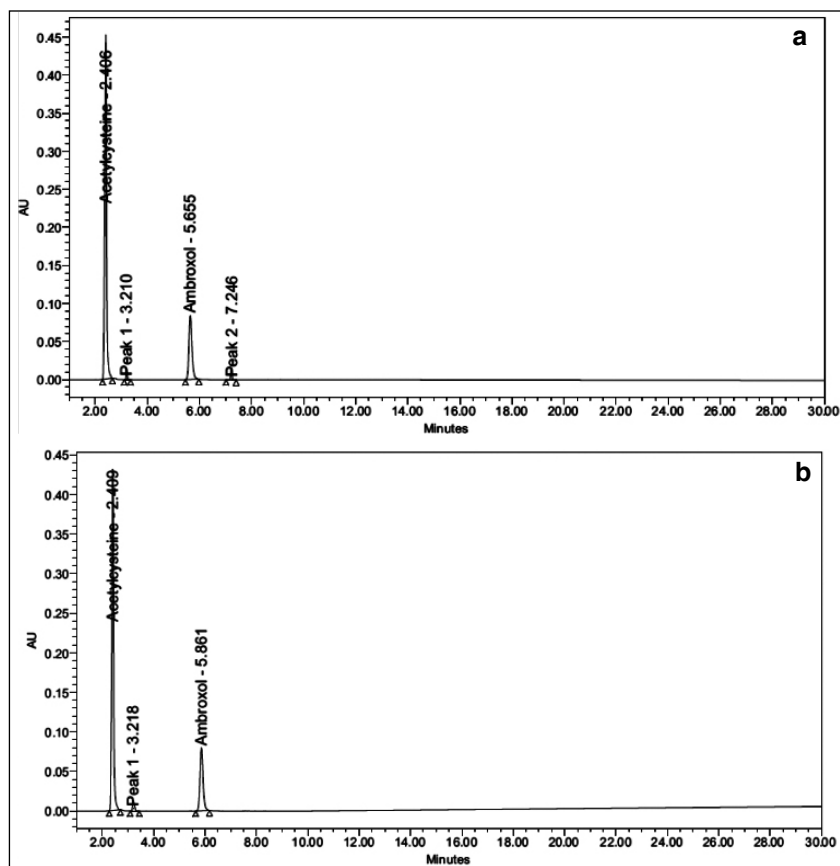 a
0.45
0.40
0.35
0.30
0.25
0.20
0.15
0.10
0.05
0.00
AU
Acetylcysteine - 2.406
Peak 1 - 3.210
Ambroxol - 5.655
Peak 2 - 7.246
2.00 4.00 6.00 8.00 10.00 12.00 14.00 16.00 18.00 20.00 22.00 24.00 26.00 28.00 30.00
Minutes
b
0.45
0.40
0.35
0.30
0.25
0.20
0.15
0.10
0.05
0.00
AU
Acetylcysteine - 2.409
Peak 1 - 3.218
Ambroxol - 5.861
2.00 4.00 6.00 8.00 10.00 12.00 14.00 16.00 18.00 20.00 22.00 24.00 26.00 28.00 30.00
Minutes